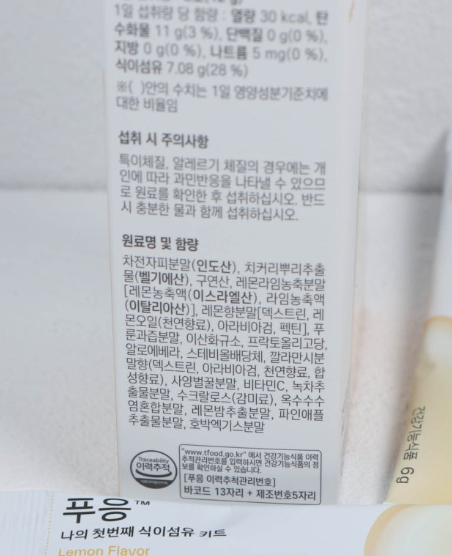 1일 섭취량 당 함량 : 열량 30 kcal, 탄
수화물 11 g(3 %), 단백질 0 g(0 %),
지방 0 g(0 %), 나트륨 5 mg(0 %),
식이섬유 7.08 g(28 %)
※( )안의 수치는 1일 영양성분기준치에
대한 비율임
섭취 시 주의사항
특이체질, 알레르기 체질의 경우에는 개
인에 따라 과민반응을 나타낼 수 있으므
로 원료를 확인한 후 섭취하십시오. 반드
시 충분한 물과 함께 섭취하십시오.
원료명 및 함량
차전자피분말(인도산), 치커리뿌리추출
물(벨기에산), 구연산, 레몬라임농축분말
[레몬농축액(이스라엘산), 라임농축액
(이탈리아산)], 레몬향분말[덱스트린, 레
몬오일(천연향료), 아라비아검, 펙틴], 푸
룬과즙분말, 이산화규소, 프락토올리고당,
알로에베라, 스테비올배당체, 깔라만시분
말향(덱스트린, 아라비아검, 천연향료, 합
성향료), 사양벌꿀분말, 비타민C, 녹차추
출물분말, 수크랄로스(감미료), 옥수수수
염혼합분말, 레몬밤추출분말, 파인애플
추출물분말, 호박엑기스분말
Traceability
이력추적
"www.tfood.go.kr" 에서 건강기능식품 이력
추적관리번호를 입력하시면 건강기능식품의 정
보를 확인하실 수 있습니다.
[푸응 이력추적관리번호]
바코드 13자리 + 제조번호5자리
건강기능식품 6g
푸응™
나의 첫번째 식이섬유 키트
Lemon Flavor